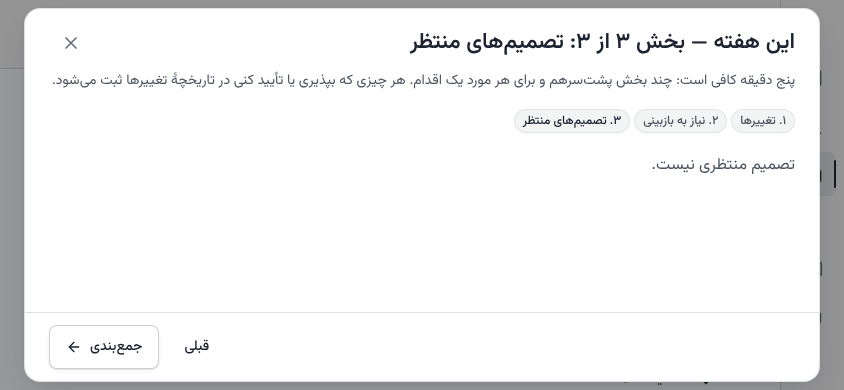 این هفته — بخش ۳ از ۳: تصمیم‌های منتظر
پنج دقیقه کافی است: چند بخش پشت‌سرهم و برای هر مورد یک اقدام. هر چیزی که بپذیری یا تأیید کنی در تاریخچهٔ تغییرها ثبت می‌شود.
۱. تغییرها
۲. نیاز به بازبینی
۳. تصمیم‌های منتظر
تصمیم منتظری نیست.
قبلی
جمع‌بندی